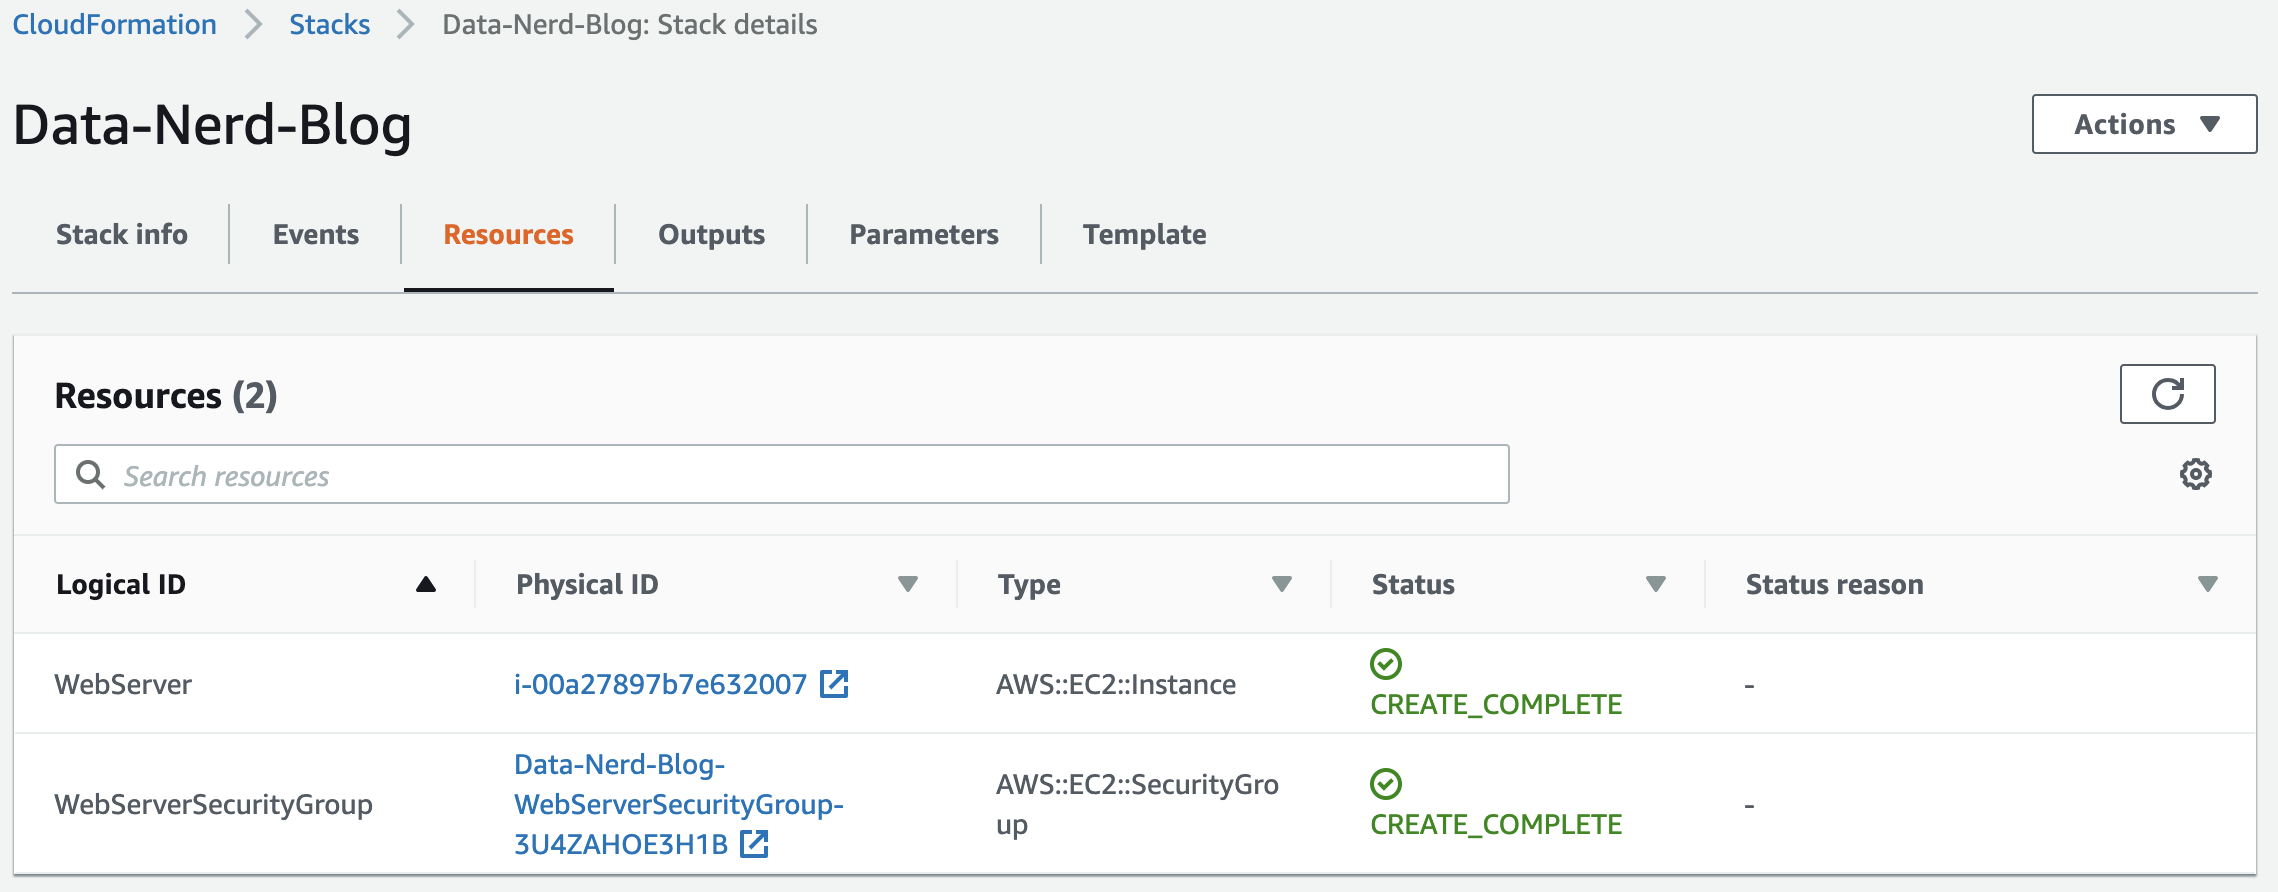 CloudFormation > Stacks > Data-Nerd-Blog: Stack details
Data-Nerd-Blog
Actions
Stack info Events Resources Outputs Parameters Template
Resources (2)
Search resources
Logical ID Physical ID Type Status Status reason
WebServer i-00a27897b7e632007 AWS::EC2::Instance CREATE_COMPLETE -
WebServerSecurityGroup
Data-Nerd-Blog-
WebServerSecurityGroup-
3U4ZAHOE3H1B
AWS::EC2::SecurityGro
up
CREATE_COMPLETE
-